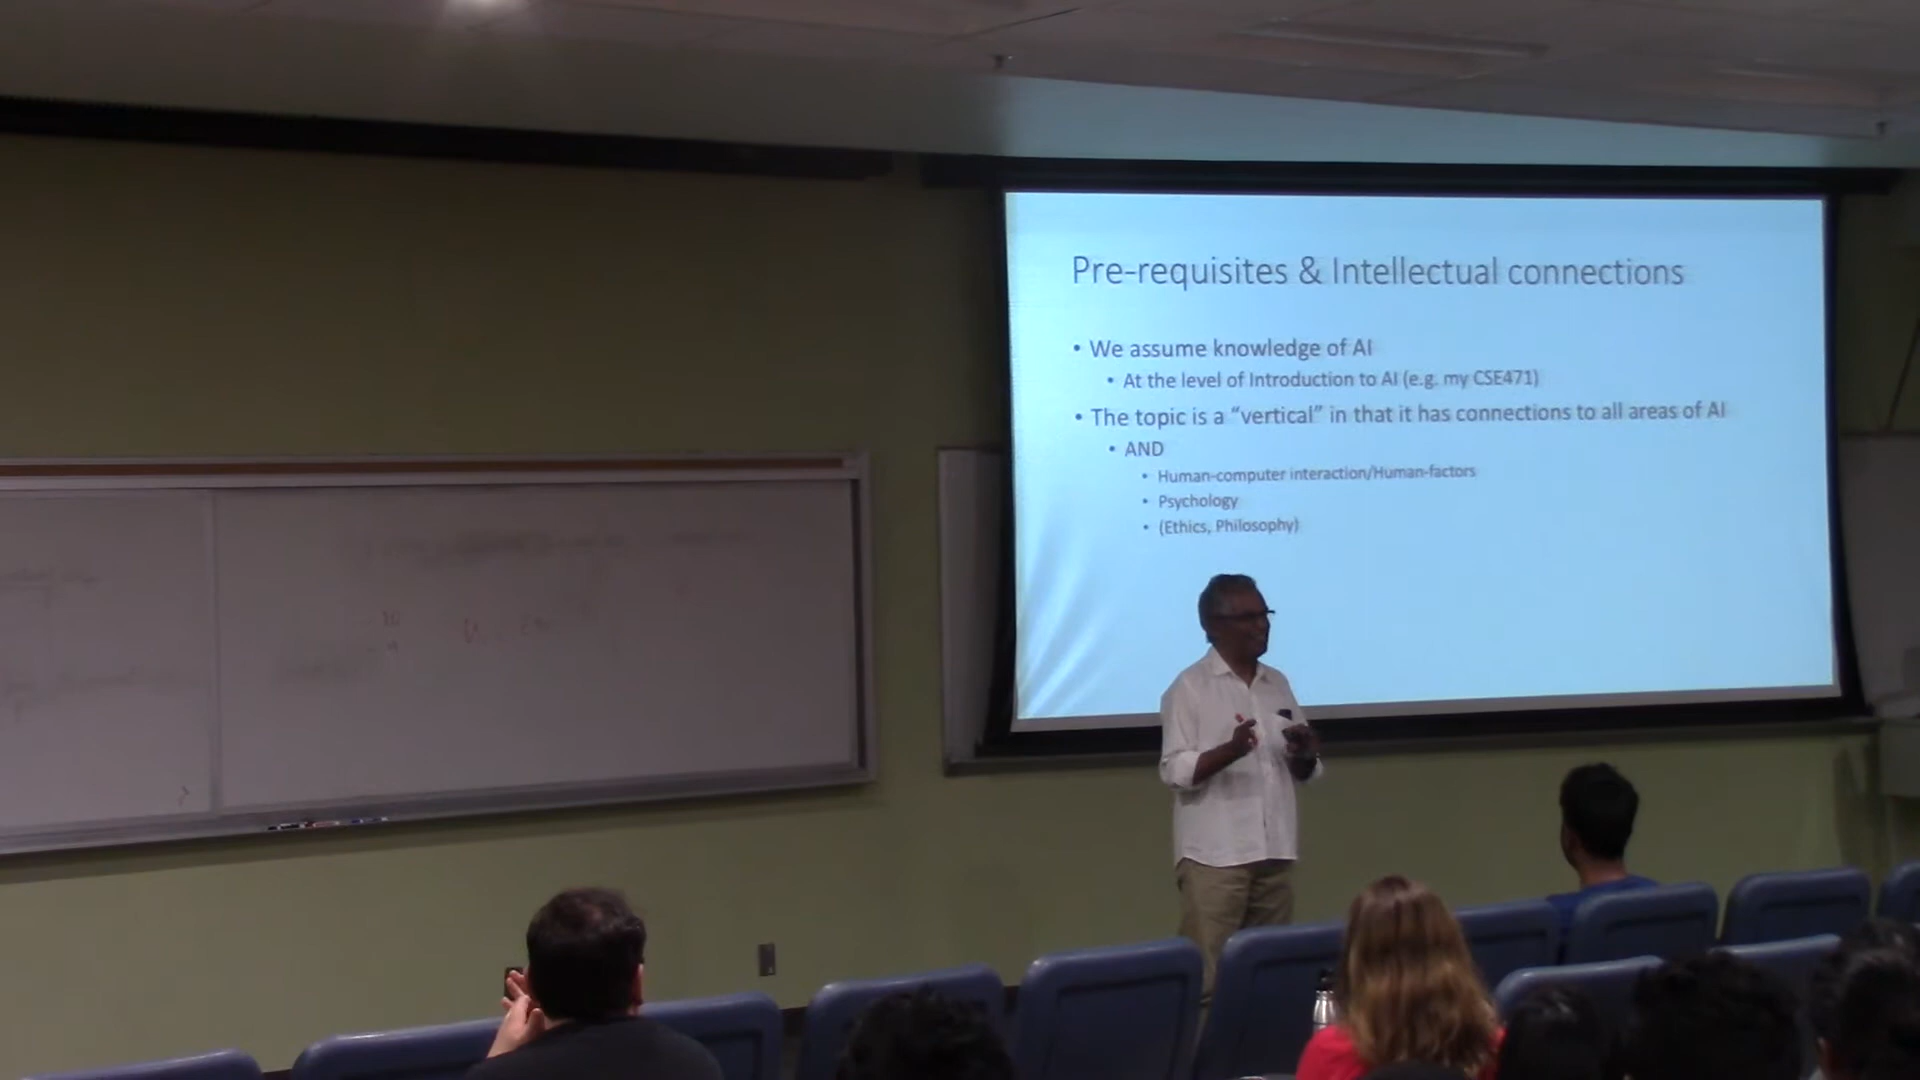 Pre-requisites & Intellectual connections
• We assume knowledge of AI
• At the level of Introduction to AI (e.g. my CSE471)
• The topic is a “vertical” in that it has connections to all areas of AI
• AND
• Human-computer interaction/Human-factors
• Psychology
• (Ethics, Philosophy)